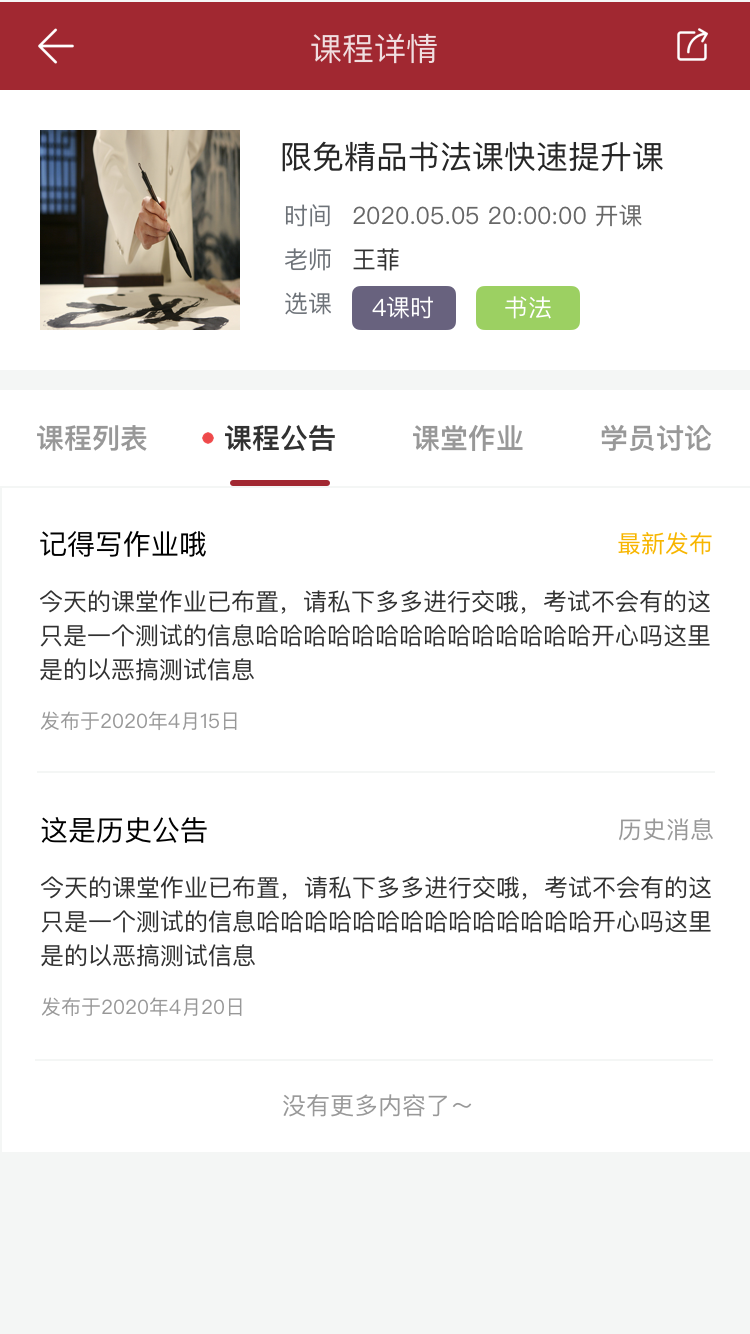 课程详情
限免精品书法课快速提升课
时间 2020.05.05 20:00:00 开课
老师 王菲
选课 4课时 书法
课程列表 课程公告 课堂作业 学员讨论
记得写作业哦 最新发布
今天的课堂作业已布置，请私下多多进行交哦，考试不会有的这
只是一个测试的信息哈哈哈哈哈哈哈哈哈哈哈哈哈哈开心吗这里
是的以恶搞测试信息
发布于2020年4月15日
这是历史公告 历史消息
今天的课堂作业已布置，请私下多多进行交哦，考试不会有的这
只是一个测试的信息哈哈哈哈哈哈哈哈哈哈哈哈哈哈开心吗这里
是的以恶搞测试信息
发布于2020年4月20日
没有更多内容了～